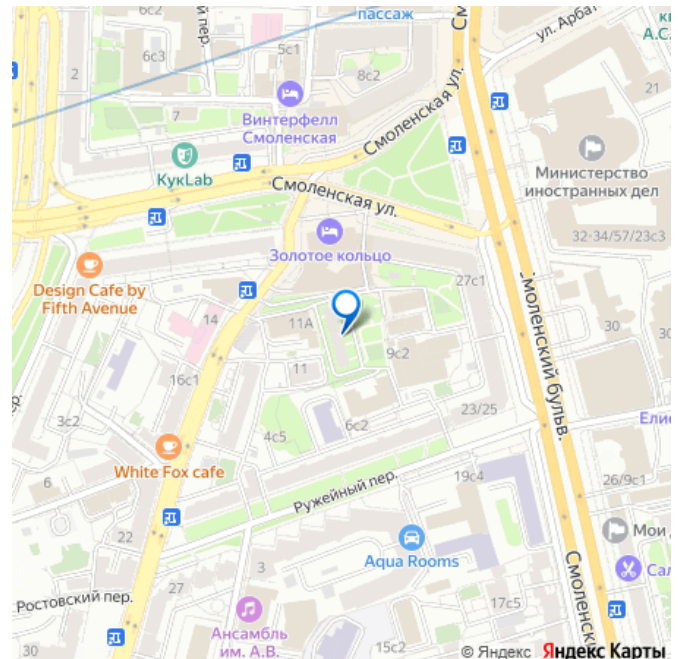 6с2
пер.
6с3
2
7
5с1
пассаж
8с2
ул. Арбат
А.С.
21
Винтерфелл
Смоленская
КукLab
Смоленская ул.
Смоленская ул.
Министерство
иностранных дел
32-34/57/23с3
Золотое кольцо
27с1
Design Cafe by
Fifth Avenue
14
11А
9с2
30
Смоленский бульв.
16с1
11
3с2
4с5
6с2
23/25
White Fox cafe
6
19с4
26/9с1
Ружейный пер.
22
3
Aqua Rooms
27
Ростовский пер.
17с5
30
Ансамбль
им. А.В.
15с2
© Яндекс Яндекс Карты